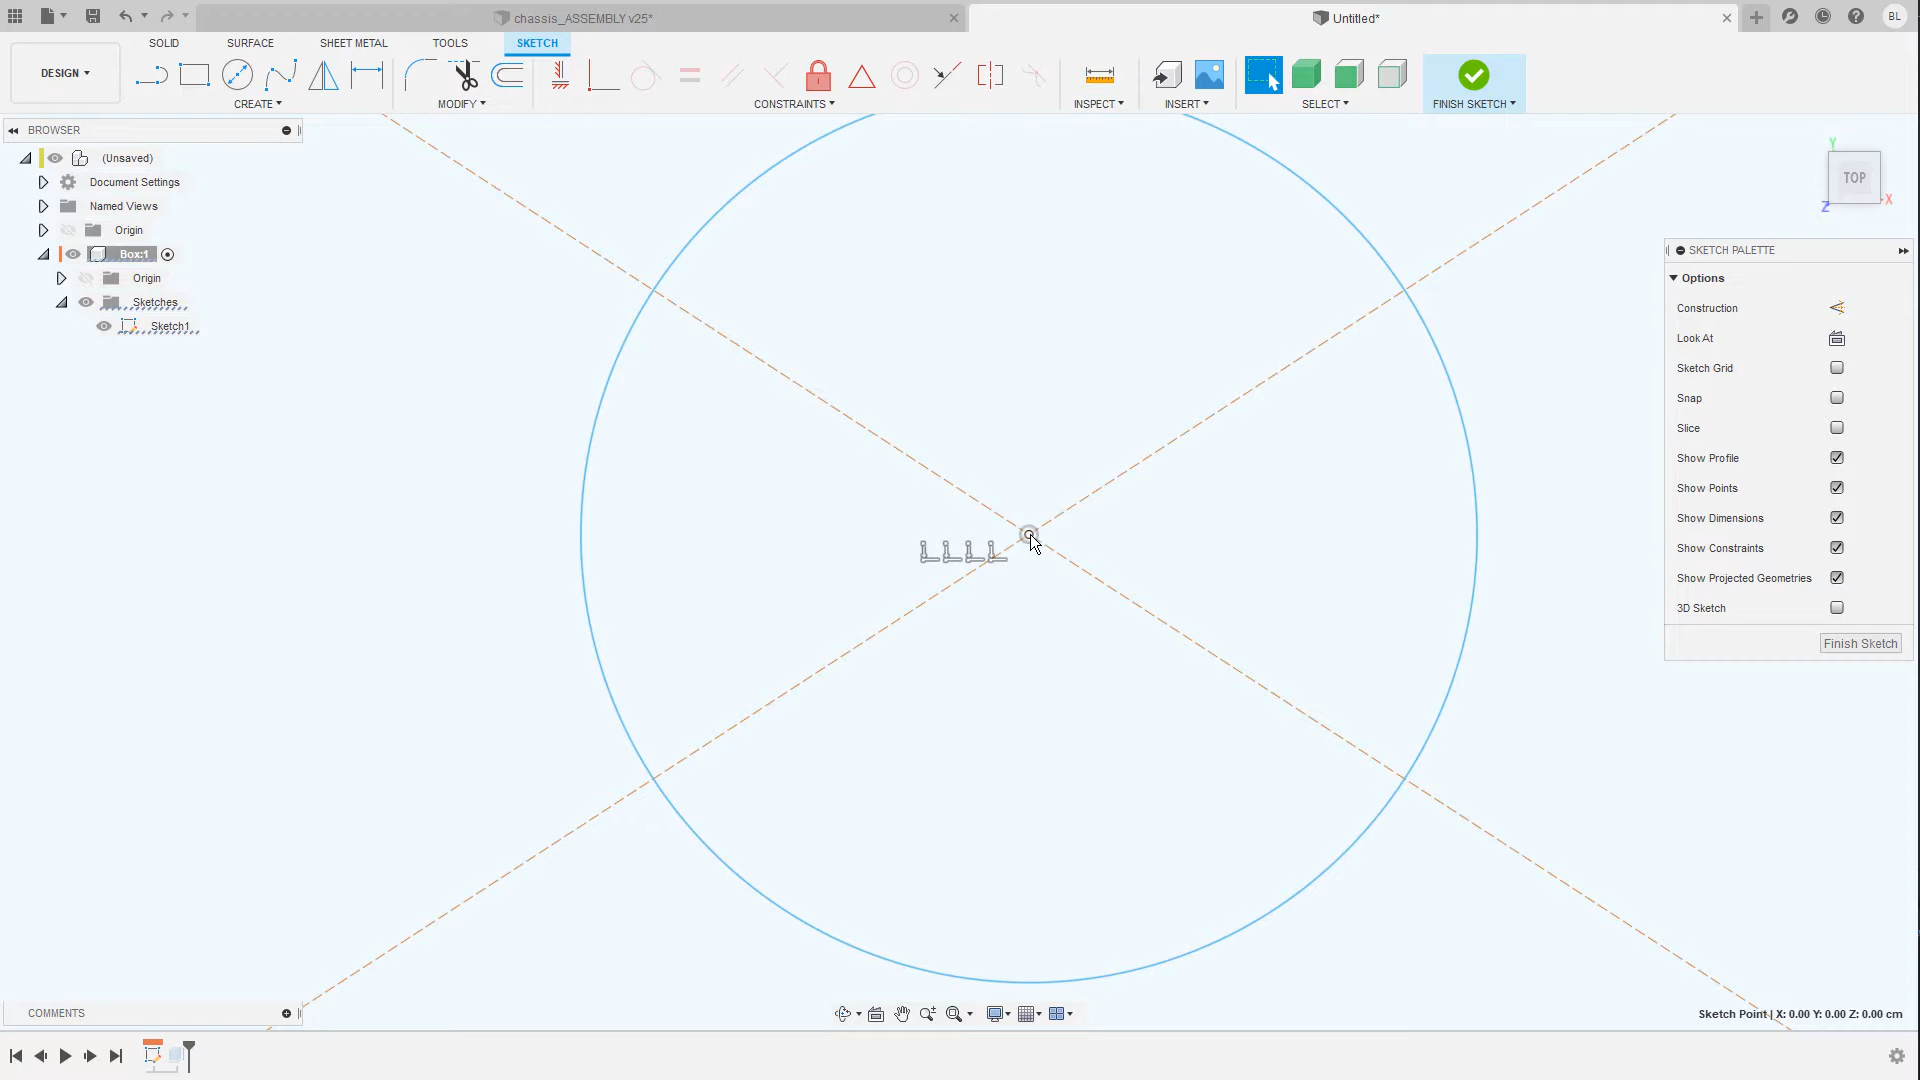 chassis_ASSEMBLY v25*
Untitled*
BL
SOLID
SURFACE
SHEET METAL
TOOLS
SKETCH
DESIGN
CREATE
MODIFY
CONSTRAINTS
INSPECT
INSERT
SELECT
FINISH SKETCH
BROWSER
(Unsaved)
Document Settings
Named Views
Origin
Box:1
Origin
Sketches
Sketch1
Y
TOP
X
Z
SKETCH PALETTE
Options
Construction
Look At
Sketch Grid
Snap
Slice
Show Profile
Show Points
Show Dimensions
Show Constraints
Show Projected Geometries
3D Sketch
Finish Sketch
COMMENTS
Sketch Point | X: 0.00 Y: 0.00 Z: 0.00 cm